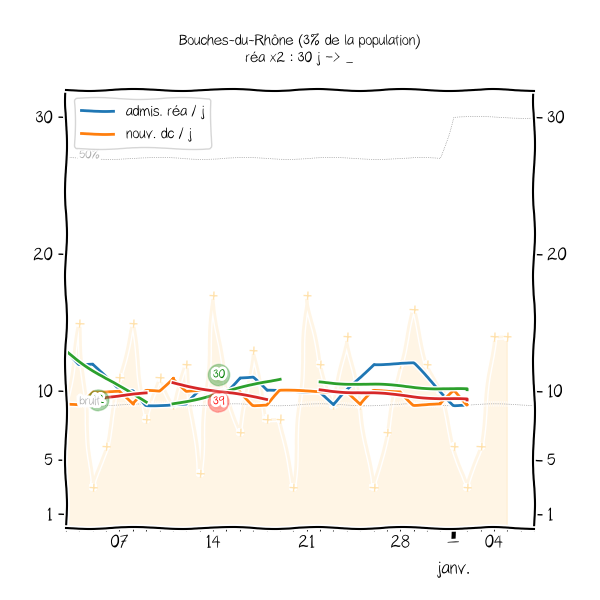 Bouches-du-Rhône (3% de la population)
réa x2 : 30 j -> _
admis. réa / j
nouv. dc / j
50%
30 30
20 20
30
10 10
bruit
39
5 5
1 1
07 14 21 28 1 04
janv.